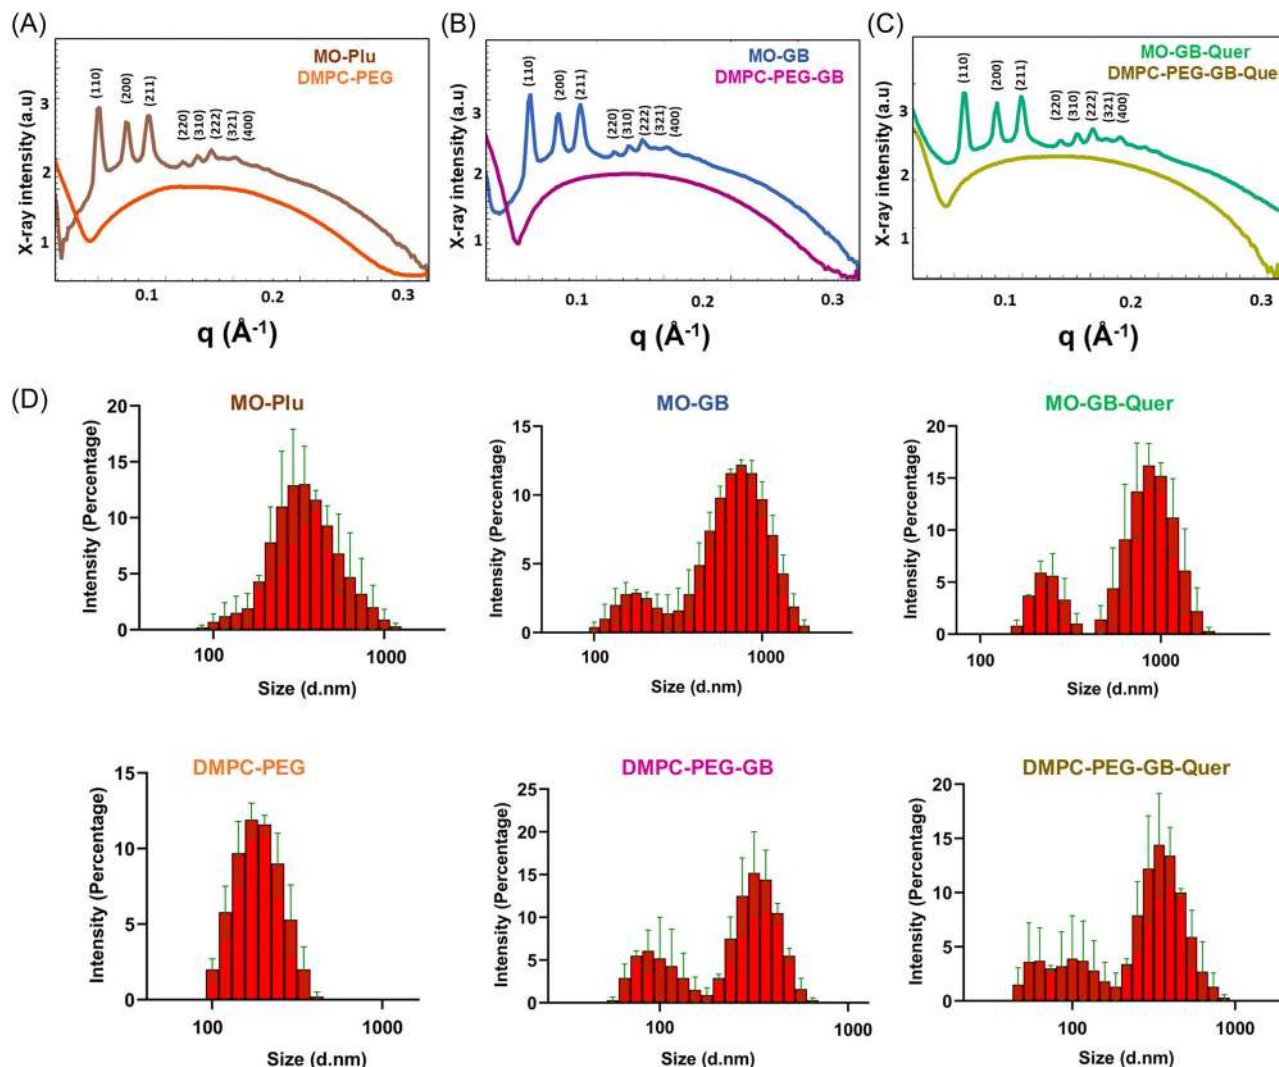 (A)
MO-Plu
DMPC-PEG
(110)
(200)
(211)
(220)
(310)
(222)
(321)
(400)
3
2
1
X-ray intensity (a.u)
0.1
0.2
0.3
q (Å-1)
(B)
MO-GB
DMPC-PEG-GB
(110)
(200)
(211)
(220)
(310)
(222)
(321)
(400)
3
2
1
X-ray intensity (a.u)
0.1
0.2
0.3
q (Å-1)
(C)
MO-GB-Quer
DMPC-PEG-GB-Quer
(110)
(200)
(211)
(220)
(310)
(222)
(321)
(400)
3
2
1
X-ray intensity (a.u)
0.1
0.2
0.3
q (Å-1)
(D)
MO-Plu
20
15
10
5
0
Intensity (Percentage)
100
1000
Size (d.nm)
MO-GB
15
10
5
0
Intensity (Percentage)
100
1000
Size (d.nm)
MO-GB-Quer
20
15
10
5
0
Intensity (Percentage)
100
1000
Size (d.nm)
DMPC-PEG
15
10
5
0
Intensity (Percentage)
100
1000
Size (d.nm)
DMPC-PEG-GB
25
20
15
10
5
0
Intensity (Percentage)
100
1000
Size (d.nm)
DMPC-PEG-GB-Quer
20
15
10
5
0
Intensity (Percentage)
100
1000
Size (d.nm)